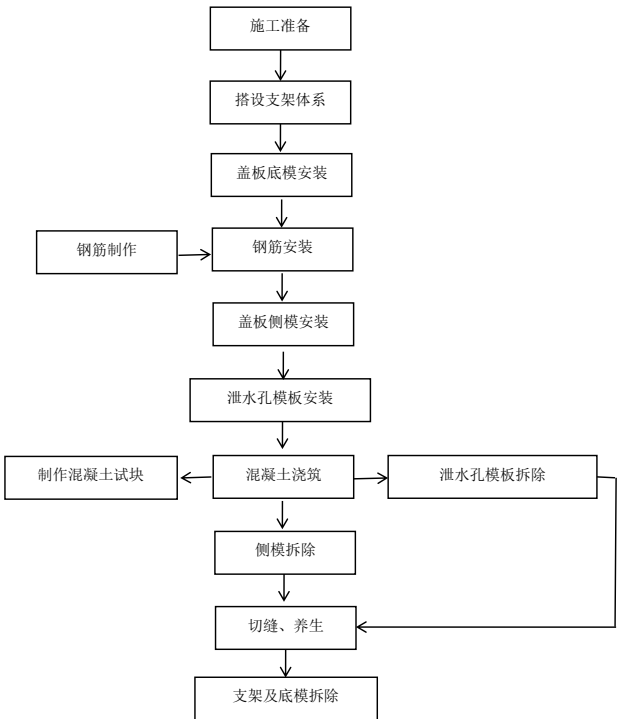 施工准备
搭设支架体系
盖板底模安装
钢筋制作
钢筋安装
盖板侧模安装
泄水孔模板安装
制作混凝土试块
混凝土浇筑
泄水孔模板拆除
侧模拆除
切缝、养生
支架及底模拆除